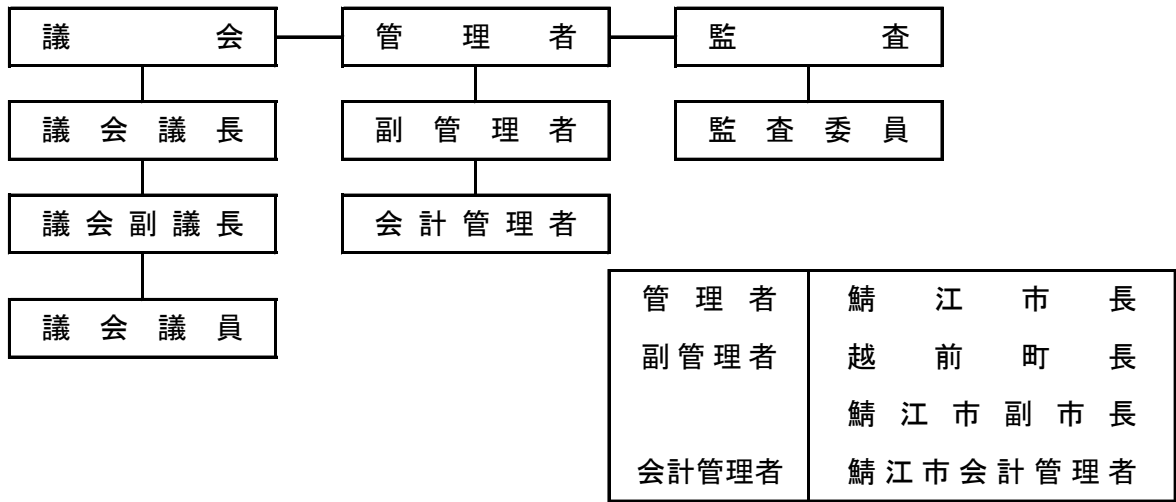 議会 管理者 監査
議会議長 副管理者 監査委員
議会副議長 会計管理者
議会議員
管理者 鯖江市長
副管理者 越前町長
鯖江市副市長
会計管理者 鯖江市会計管理者